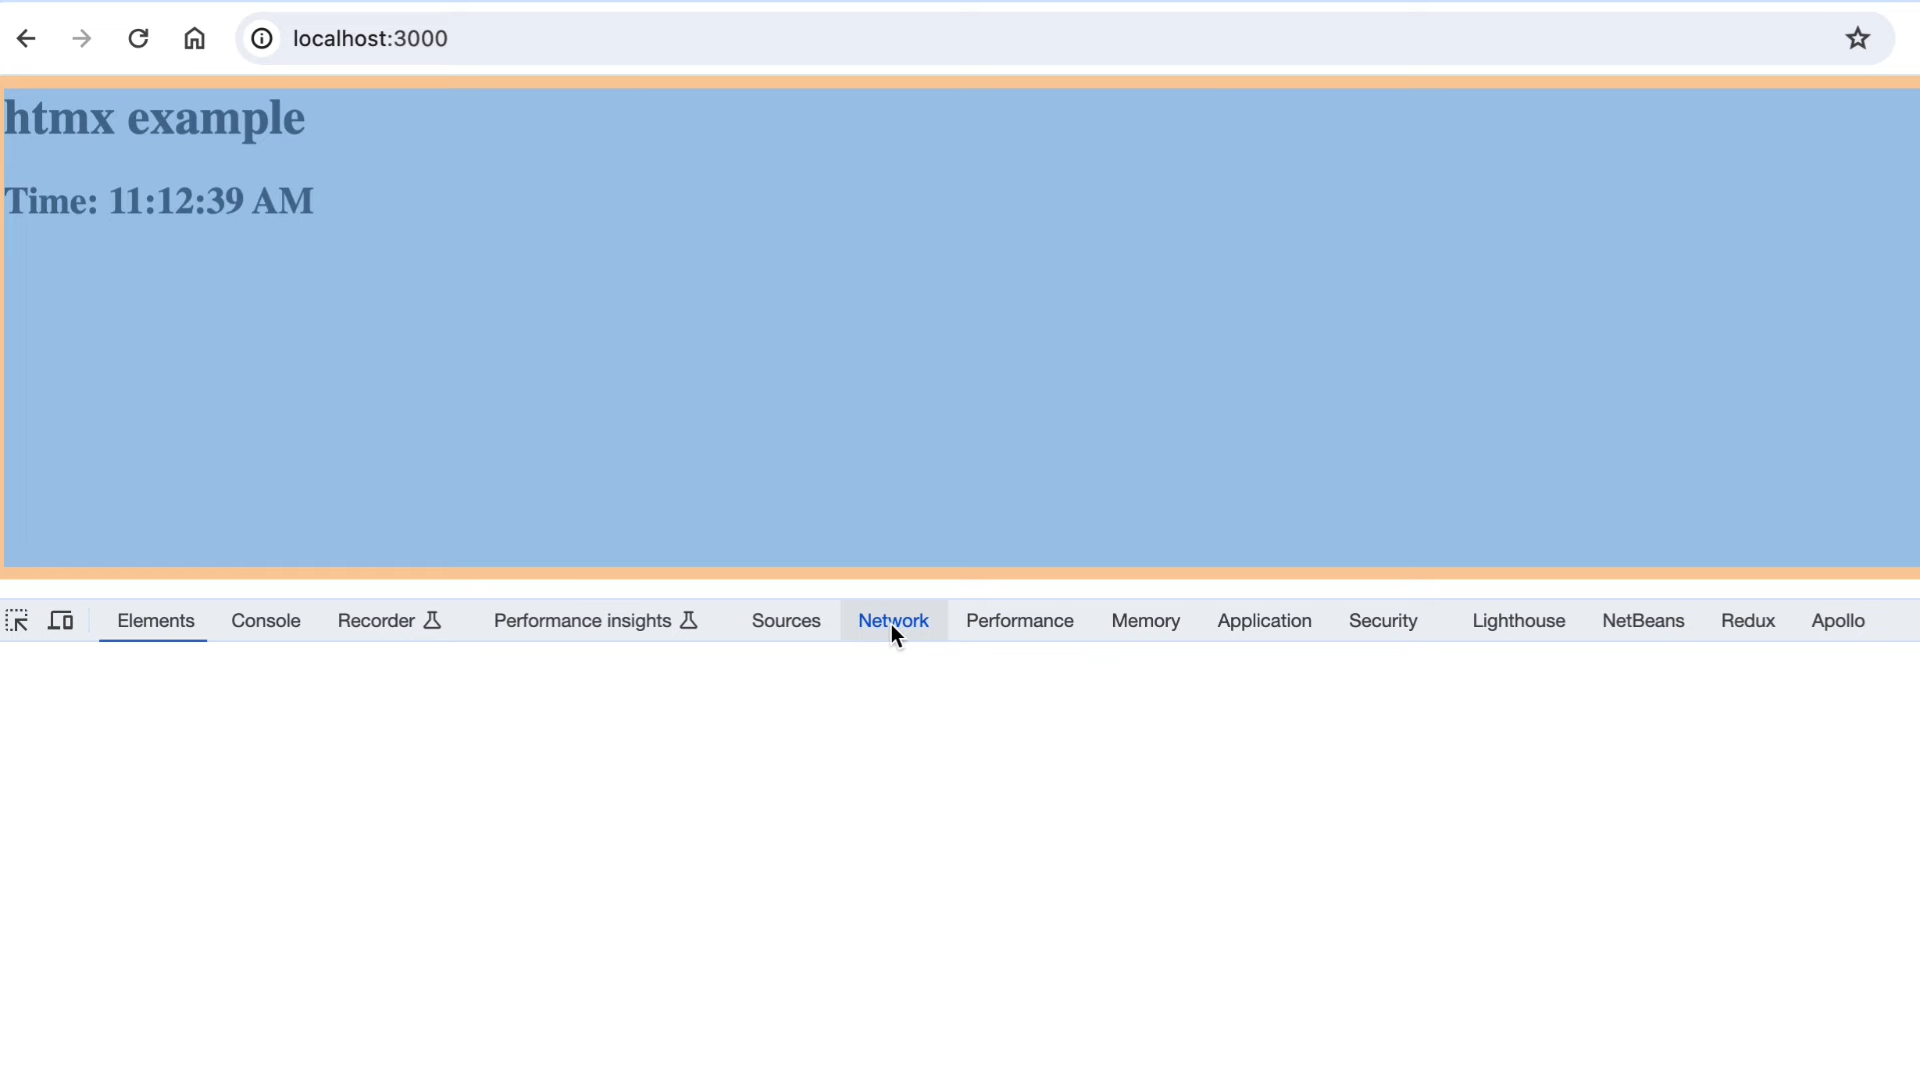 localhost:3000
htmx example
Time: 11:12:39 AM
Elements Console Recorder Performance insights Sources Network Performance Memory Application Security Lighthouse NetBeans Redux Apollo